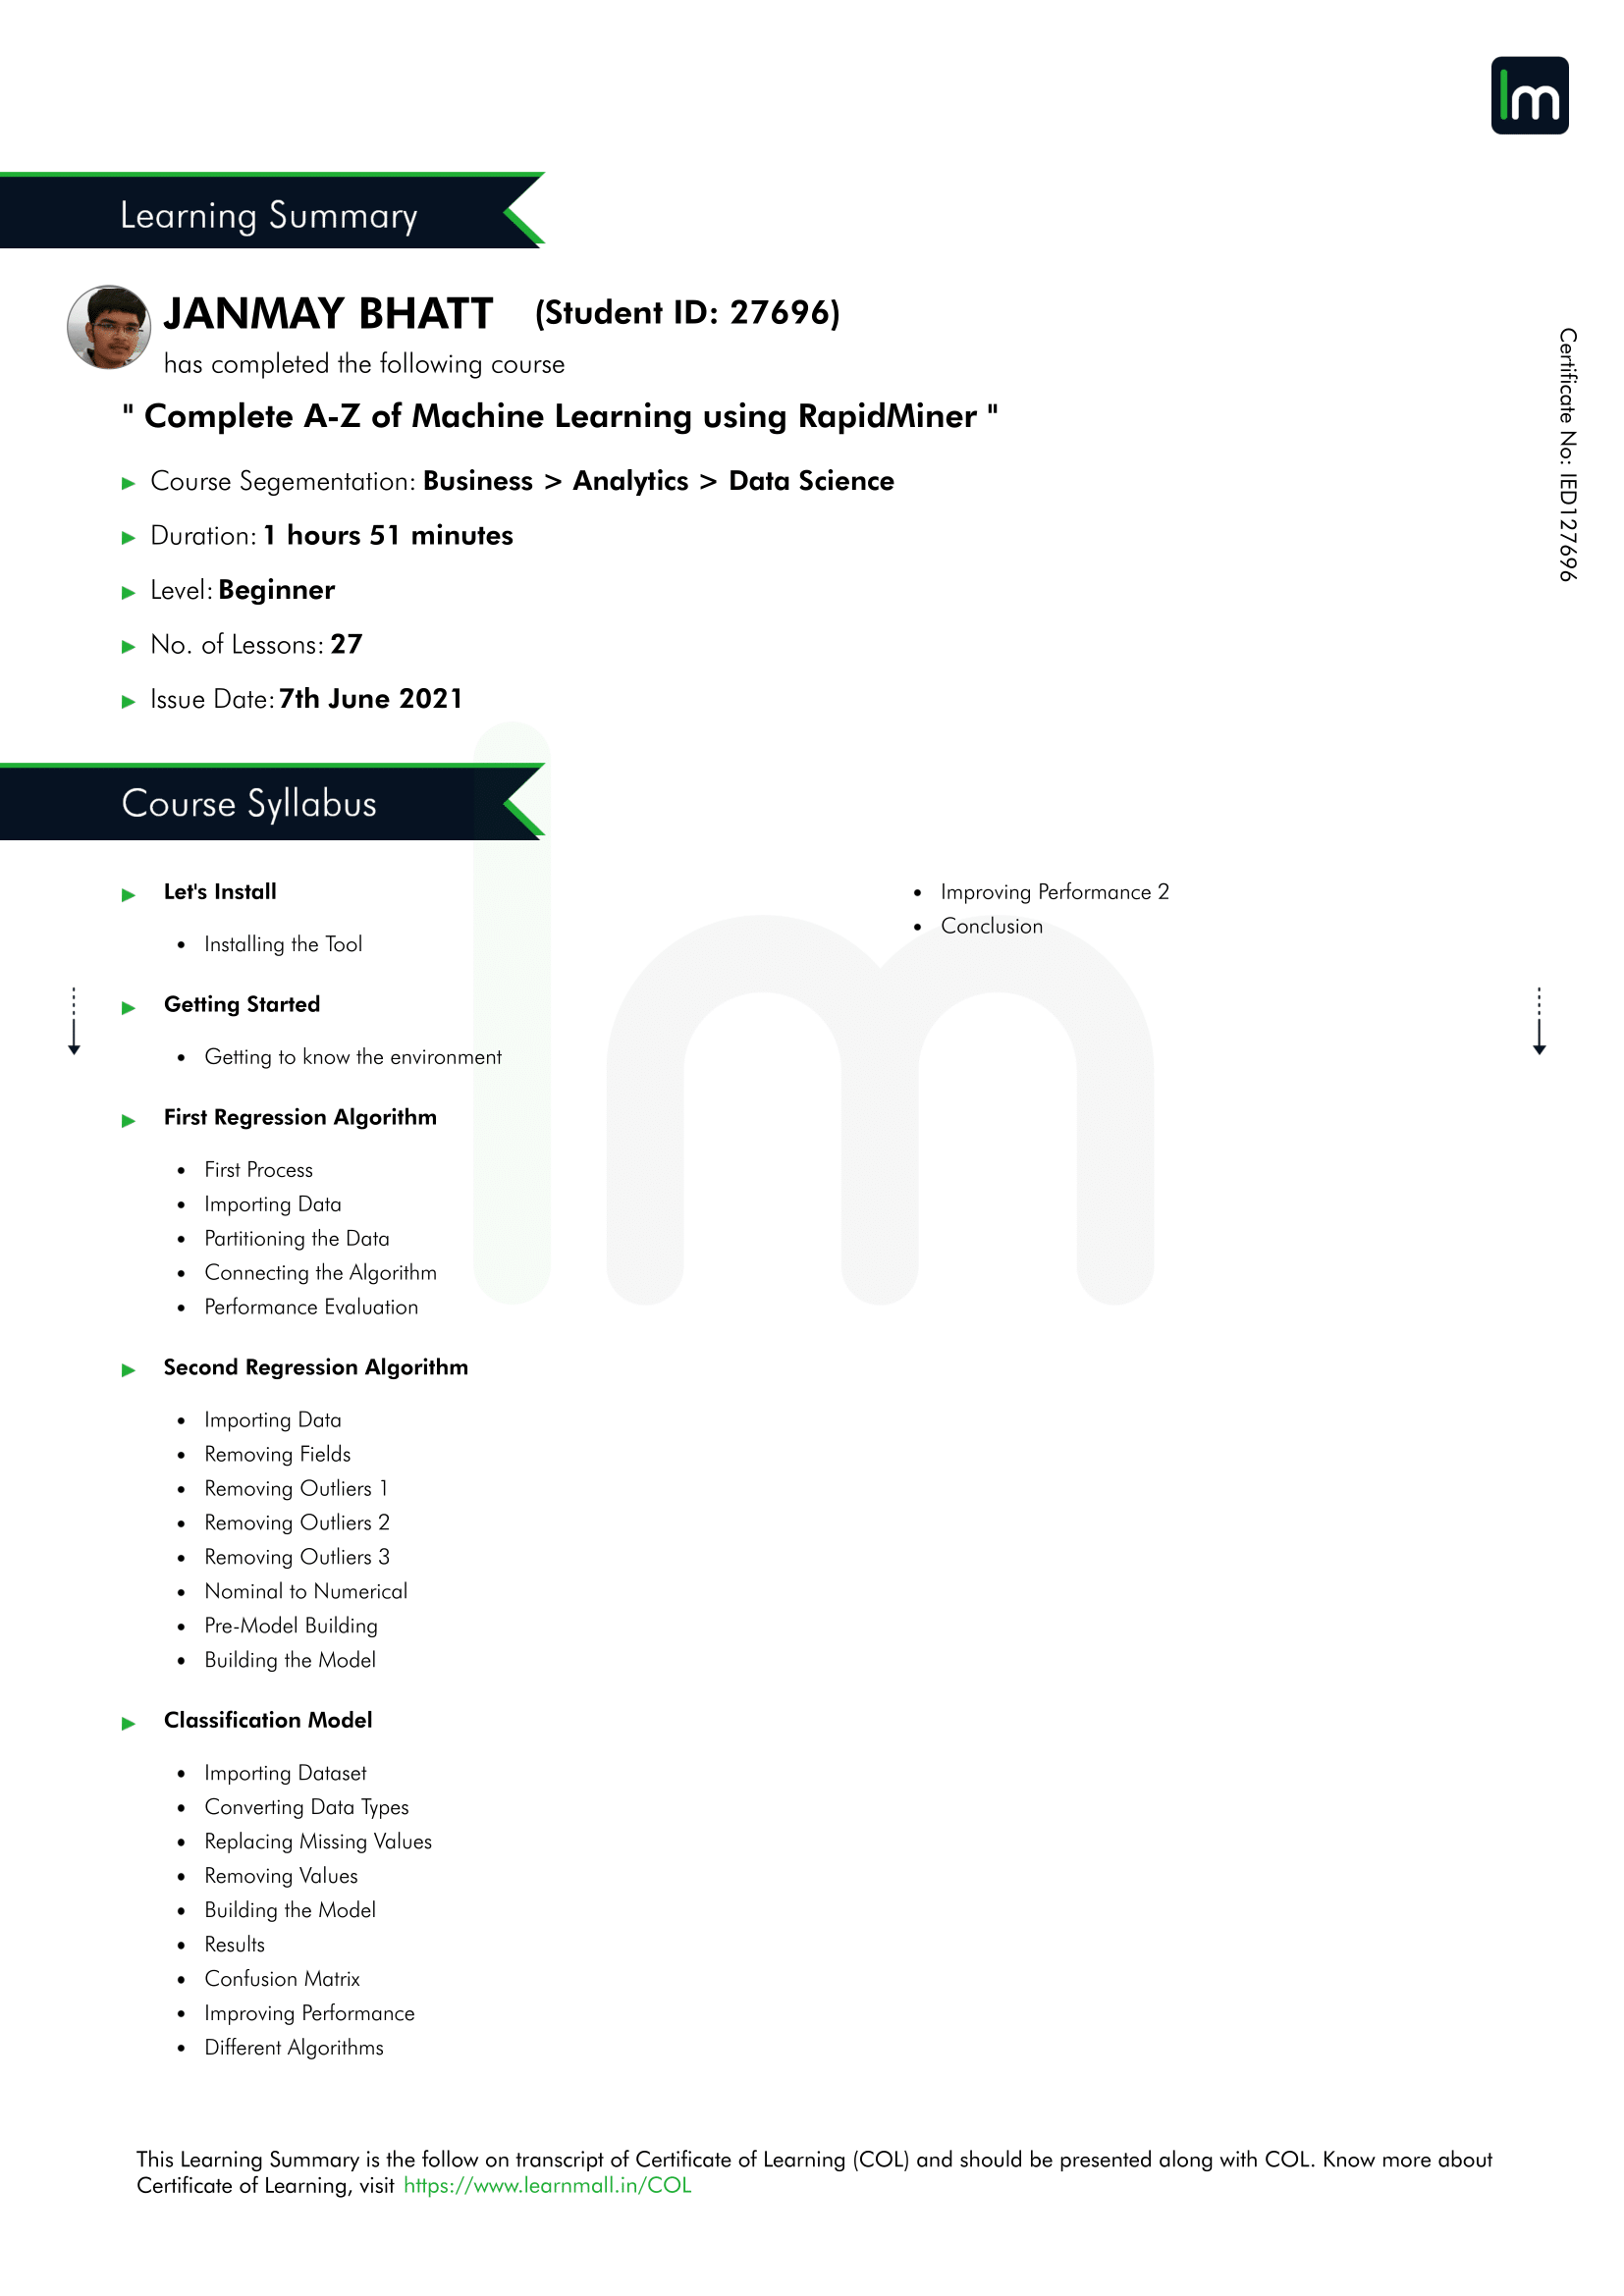 lm
Learning Summary
JANMAY BHATT (Student ID: 27696)
has completed the following course
" Complete A-Z of Machine Learning using RapidMiner "
Course Segementation: Business > Analytics > Data Science
Duration: 1 hours 51 minutes
Level: Beginner
No. of Lessons: 27
Issue Date: 7th June 2021
Certificate No: IED127696
Course Syllabus
Let's Install
• Installing the Tool
Getting Started
• Getting to know the environment
First Regression Algorithm
• First Process
• Importing Data
• Partitioning the Data
• Connecting the Algorithm
• Performance Evaluation
Second Regression Algorithm
• Importing Data
• Removing Fields
• Removing Outliers 1
• Removing Outliers 2
• Removing Outliers 3
• Nominal to Numerical
• Pre-Model Building
• Building the Model
Classification Model
• Importing Dataset
• Converting Data Types
• Replacing Missing Values
• Removing Values
• Building the Model
• Results
• Confusion Matrix
• Improving Performance
• Different Algorithms
• Improving Performance 2
• Conclusion
lm
This Learning Summary is the follow on transcript of Certificate of Learning (COL) and should be presented along with COL. Know more about
Certificate of Learning, visit https://www.learnmall.in/COL